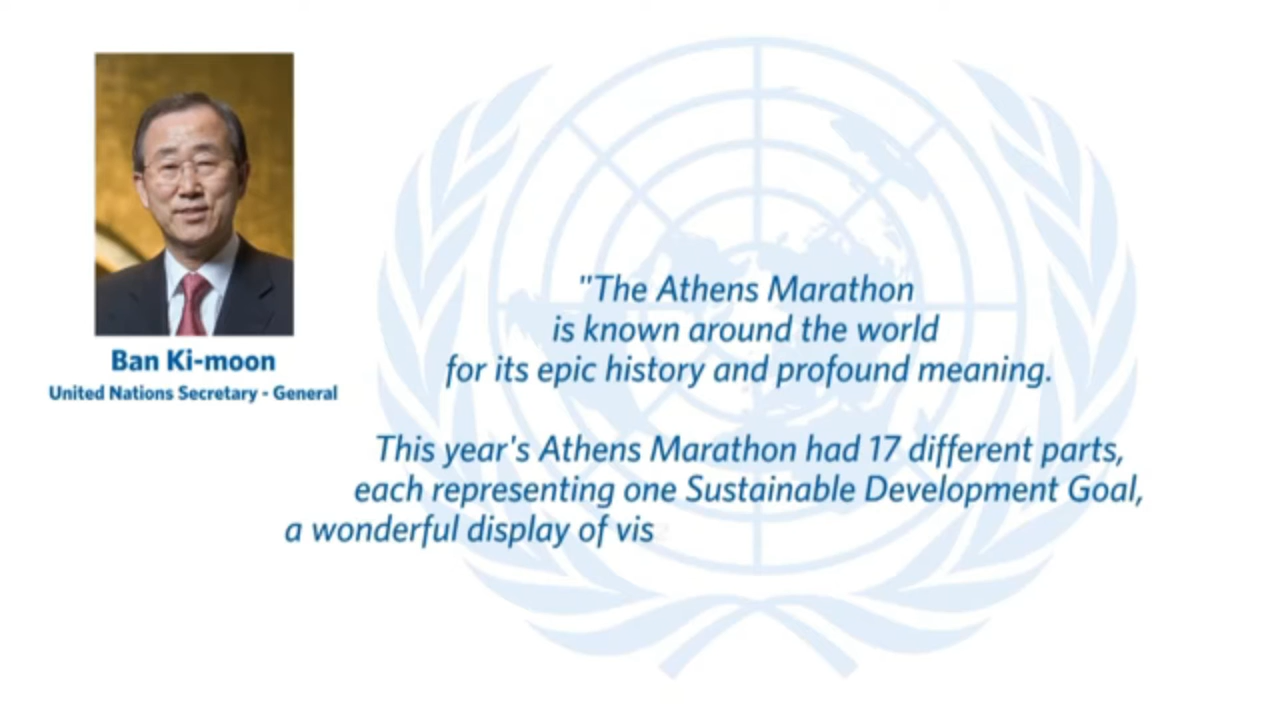 Ban Ki-moon
United Nations Secretary - General
"The Athens Marathon
is known around the world
for its epic history and profound meaning.
This year's Athens Marathon had 17 different parts,
each representing one Sustainable Development Goal,
a wonderful display of vis